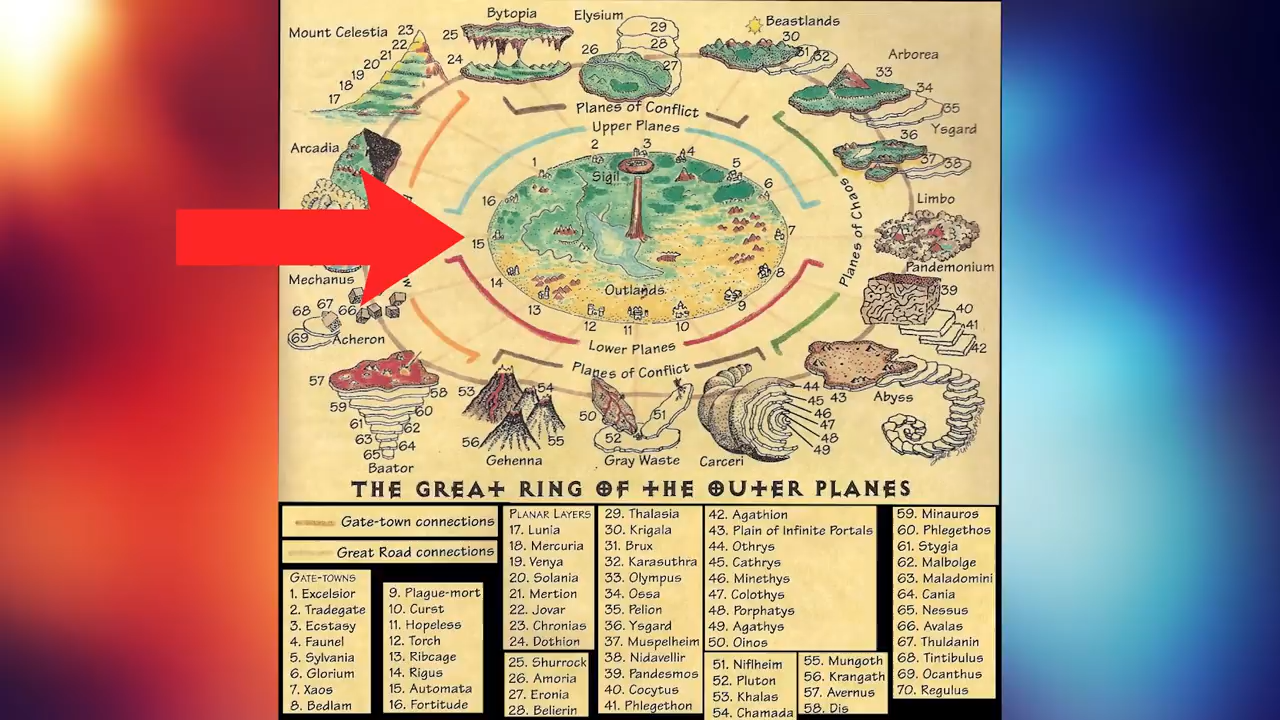 Bytopia
Elysium
Beastlands
Mount Celestia
23
22
21
20
19
18
17
25
24
26
29
28
27
30
31
32
Arborea
33
34
35
Ysgard
36
37
38
Planes of Conflict
Upper Planes
Arcadia
1
2
3
4
5
6
7
8
9
10
11
12
13
14
15
16
Sigil
Outlands
Planes of Chaos
Limbo
Pandemonium
39
40
41
42
Mechanus
67
68
66
69
Acheron
Lower Planes
Planes of Conflict
57
58
59
60
61
62
63
64
65
Baator
53
54
55
56
Gehenna
50
51
52
Gray Waste
Carceri
44
45
46
47
48
49
43
Abyss
THE GREAT RING OF THE OUTER PLANES
Gate-town connections
Great Road connections
GATE-TOWNS
1. Excelsior
2. Tradegate
3. Ecstasy
4. Faunel
5. Sylvania
6. Glorium
7. Xaos
8. Bedlam
9. Plague-mort
10. Curst
11. Hopeless
12. Torch
13. Ribcage
14. Rigus
15. Automata
16. Fortitude
PLANAR LAYERS
17. Lunia
18. Mercuria
19. Venya
20. Solania
21. Mertion
22. Jovar
23. Chronias
24. Dothion
25. Shurrock
26. Amoria
27. Eronia
28. Belierin
29. Thalasia
30. Krigala
31. Brux
32. Karasuthra
33. Olympus
34. Ossa
35. Pelion
36. Ysgard
37. Muspelheim
38. Nidavellir
39. Pandesmos
40. Cocytus
41. Phlegethon
42. Agathion
43. Plain of Infinite Portals
44. Othrys
45. Cathrys
46. Minethys
47. Colothys
48. Porphatys
49. Agathys
50. Oinos
51. Niflheim
52. Pluton
53. Khalas
54. Chamada
55. Mungoth
56. Krangath
57. Avernus
58. Dis
59. Minauros
60. Phlegethos
61. Stygia
62. Malbolge
63. Maladomini
64. Cania
65. Nessus
66. Avalas
67. Thuldanin
68. Tintibulus
69. Ocanthus
70. Regulus